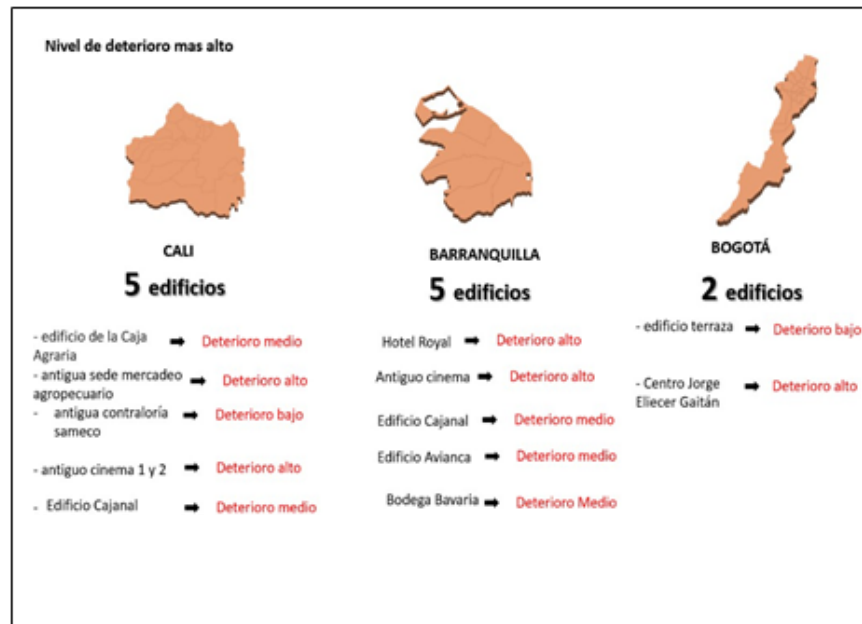 Nivel de deterioro mas alto
CALI
5 edificios
- edificio de la Caja Agraria ➡ Deterioro medio
- antigua sede mercadeo agropecuario ➡ Deterioro alto
- antigua contraloría sameco ➡ Deterioro bajo
- antiguo cinema 1 y 2 ➡ Deterioro alto
- Edificio Cajanal ➡ Deterioro medio
BARRANQUILLA
5 edificios
Hotel Royal ➡ Deterioro alto
Antiguo cinema ➡ Deterioro alto
Edificio Cajanal ➡ Deterioro medio
Edificio Avianca ➡ Deterioro medio
Bodega Bavaria ➡ Deterioro Medio
BOGOTÁ
2 edificios
- edificio terraza ➡ Deterioro bajo
- Centro Jorge Eliecer Gaitán ➡ Deterioro alto